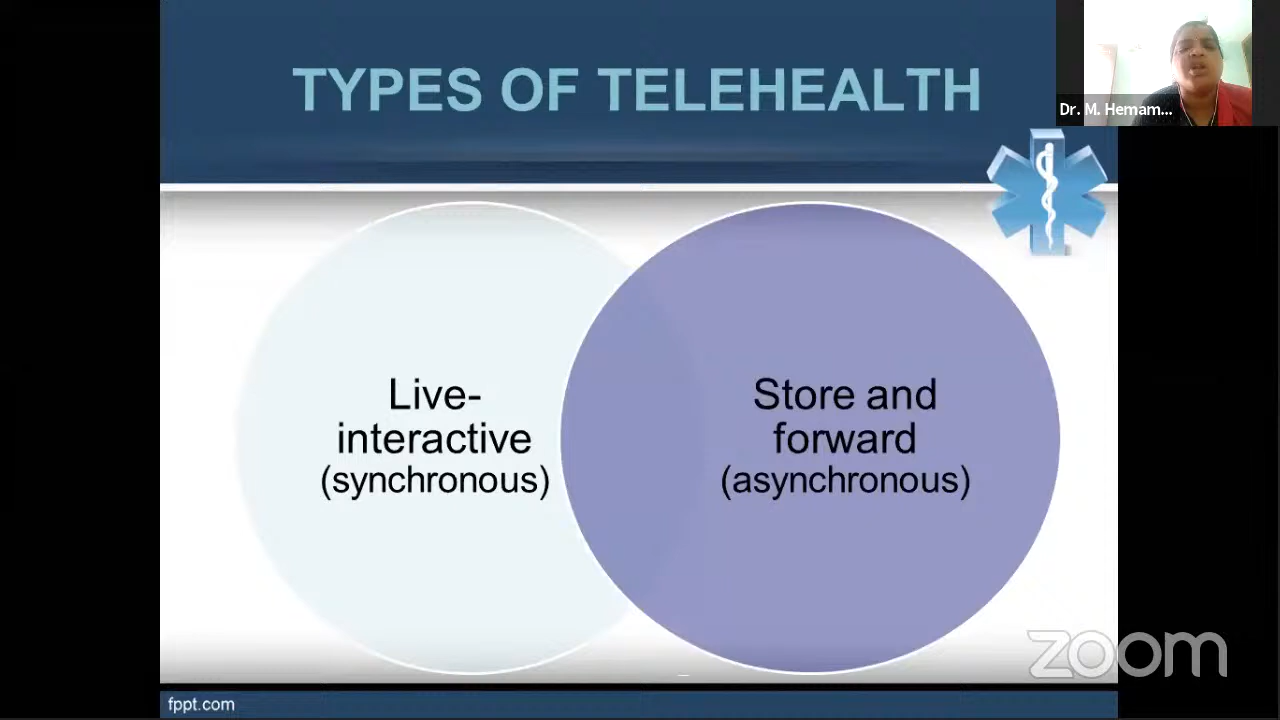 TYPES OF TELEHEALTH
Dr. M. Hemam...
Live-
interactive
(synchronous)
Store and
forward
(asynchronous)
zoom
fppt.com